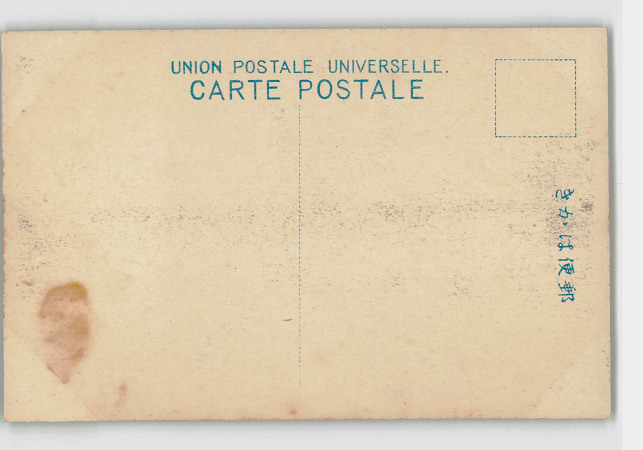 UNION POSTALE UNIVERSELLE.
CARTE POSTALE
きかは便郵